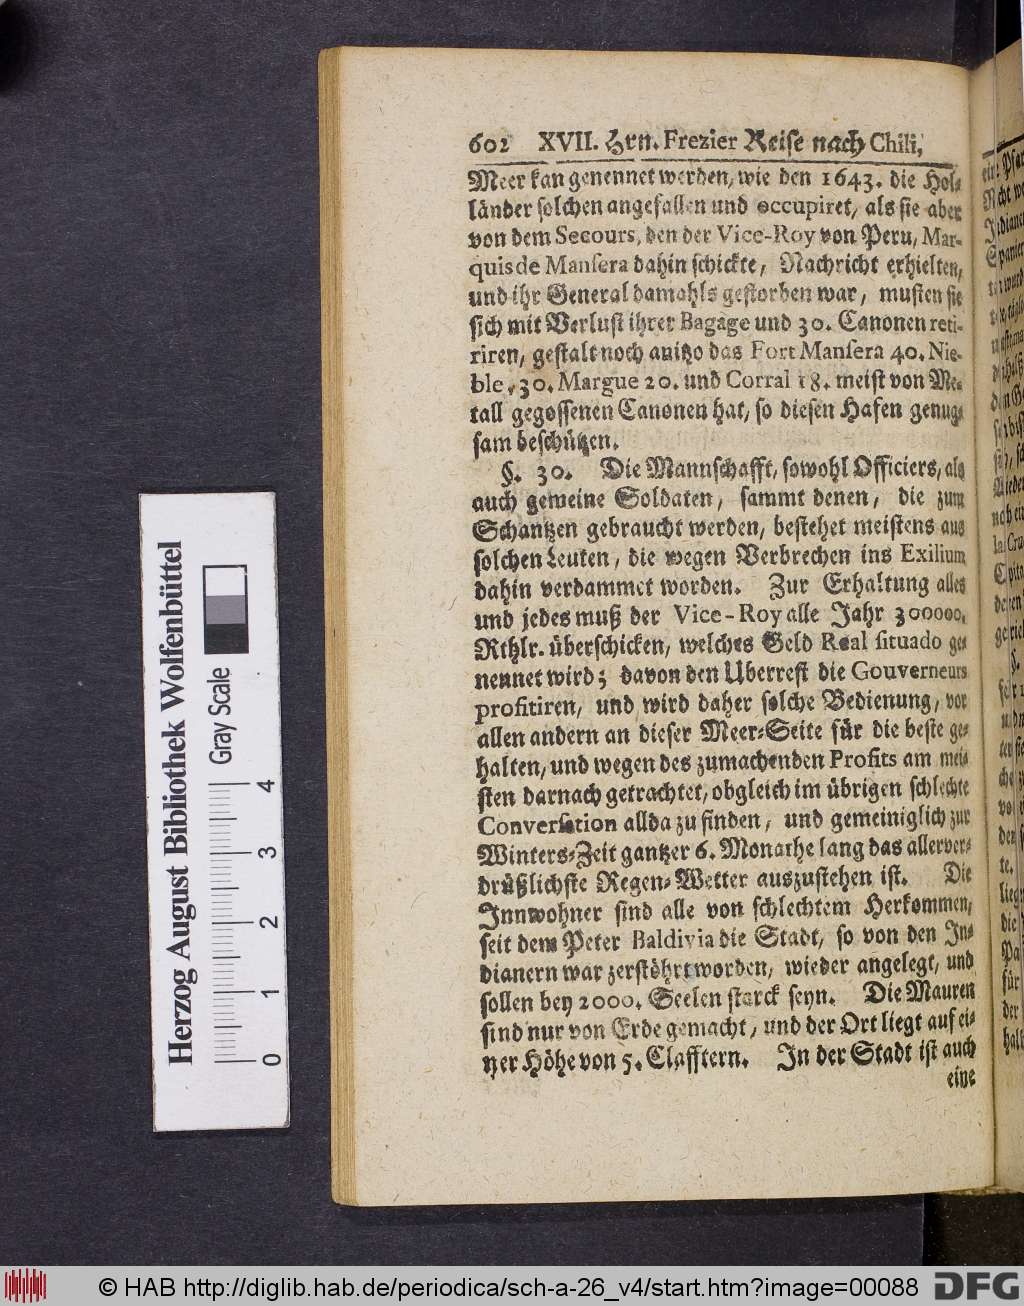 602 XVII. Hrn. Frezier Reise nach Chili,
Meer kan genennet werden, wie den 1643. die Hol-
länder solchen angefallen und occupiret, als sie aber
von dem Secours, den der Vice-Roy von Peru, Mar-
quis de Mansera dahin schickte, Nachricht erhielten,
und ihr General damahls gestorben war, musten sie
sich mit Verlust ihrer Bagage und 30. Canonen reti-
riren, gestalt noch anitzo das Fort Mansera 40. Nie-
ble, 30. Margue 20. und Corral 18. meist von Me-
tall gegossenen Canonen hat, so diesen Hafen genug-
sam beschützen.
§. 30. Die Mannschafft, sowohl Officiers, als
auch gemeine Soldaten, sammt denen, die zum
Schantzen gebraucht werden, bestehet meistens aus
solchen Leuten, die wegen Verbrechen ins Exilium
dahin verdammet worden. Zur Erhaltung alles
und jedes muß der Vice-Roy alle Jahr 300000.
Rthlr. überschicken, welches Geld Real situado ge-
nennet wird; davon den Uberrest die Gouverneurs
profitiren, und wird daher solche Bedienung, vor
allen andern an dieser Meer-Seite für die beste ge-
halten, und wegen des zumachenden Profits am mei-
sten darnach getrachtet, obgleich im übrigen schlechte
Conversation allda zu finden, und gemeiniglich zur
Winters-Zeit gantzer 6. Monathe lang das allerver-
drüßlichste Regen-Wetter auszustehen ist. Die
Innwohner sind alle von schlechtem Herkommen,
seit dem Peter Baldivia die Stadt, so von den In-
dianern war zerstöhrt worden, wieder angelegt, und
sollen bey 2000. Seelen starck seyn. Die Mauren
sind nur von Erde gemacht, und der Ort liegt auf ei-
ner Höhe von 5. Clafftern. In der Stadt ist auch
eine
Herzog August Bibliothek Wolfenbüttel
Gray Scale
0 1 2 3 4
© HAB http://diglib.hab.de/periodica/sch-a-26_v4/start.htm?image=00088
DFG